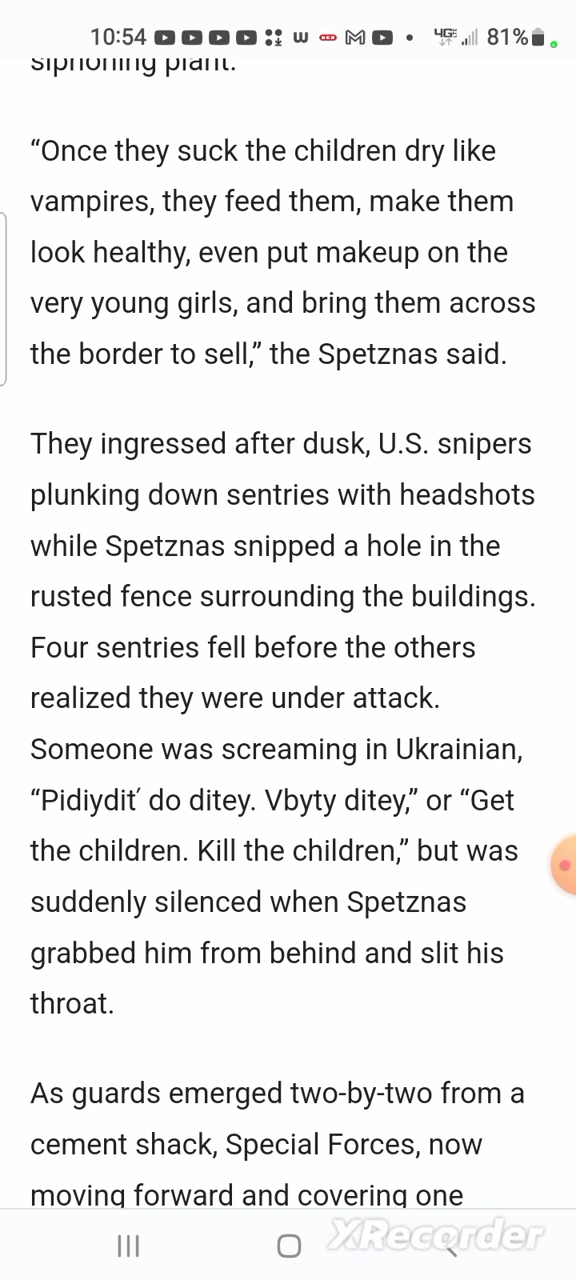 10:54 4G 81%
siphoning plant.
“Once they suck the children dry like
vampires, they feed them, make them
look healthy, even put makeup on the
very young girls, and bring them across
the border to sell,” the Spetznas said.
They ingressed after dusk, U.S. snipers
plunking down sentries with headshots
while Spetznas snipped a hole in the
rusted fence surrounding the buildings.
Four sentries fell before the others
realized they were under attack.
Someone was screaming in Ukrainian,
“Pidiyditʹ do ditey. Vbyty ditey,” or “Get
the children. Kill the children,” but was
suddenly silenced when Spetznas
grabbed him from behind and slit his
throat.
As guards emerged two-by-two from a
cement shack, Special Forces, now
moving forward and covering one
XRecorder